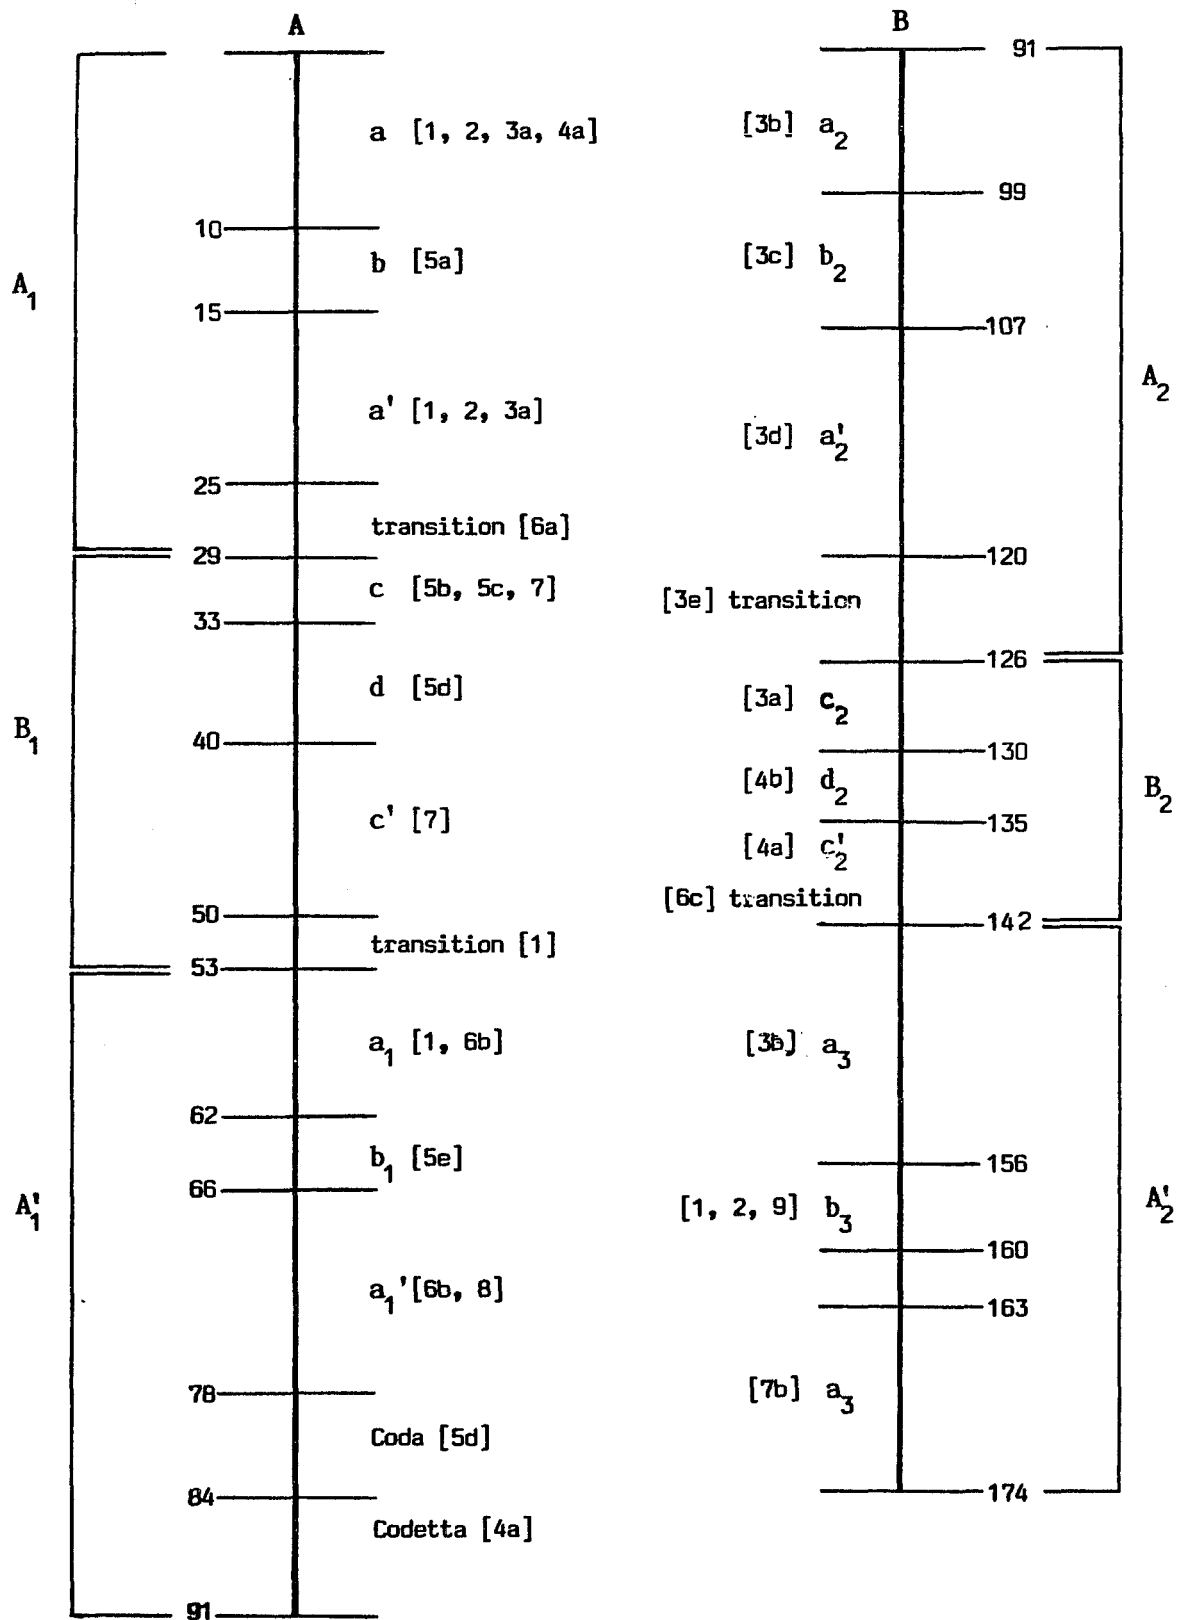 A
a [1, 2, 3a, 4a]
10
b [5a]
A₁
15
a' [1, 2, 3a]
25
transition [6a]
29
c [5b, 5c, 7]
33
d [5d]
B₁
40
c' [7]
50
transition [1]
53
a₁ [1, 6b]
62
b₁ [5e]
66
A₁'
a₁' [6b, 8]
78
Coda [5d]
84
Codetta [4a]
91
B
91
[3b] a₂
99
[3c] b₂
107
A₂
[3d] a₂'
120
[3e] transition
126
[3a] c₂
130
[4b] d₂
B₂
135
[4a] c₂'
[6c] transition
142
[3b] a₃
156
[1, 2, 9] b₃
A₂'
160
163
[7b] a₃
174